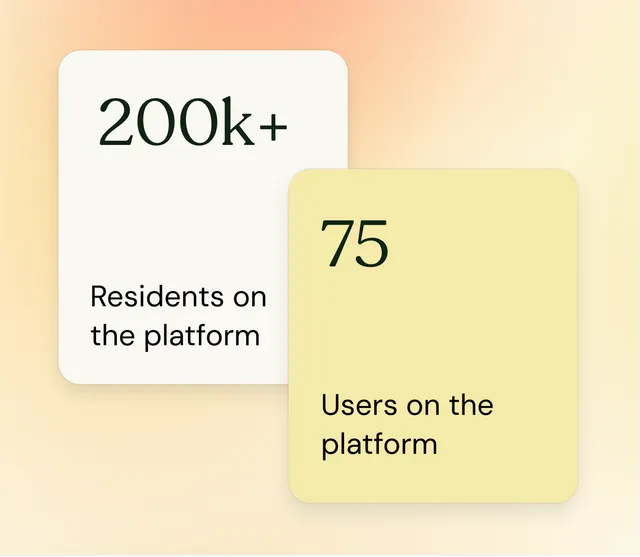 200k+
Residents on
the platform
75
Users on the
platform